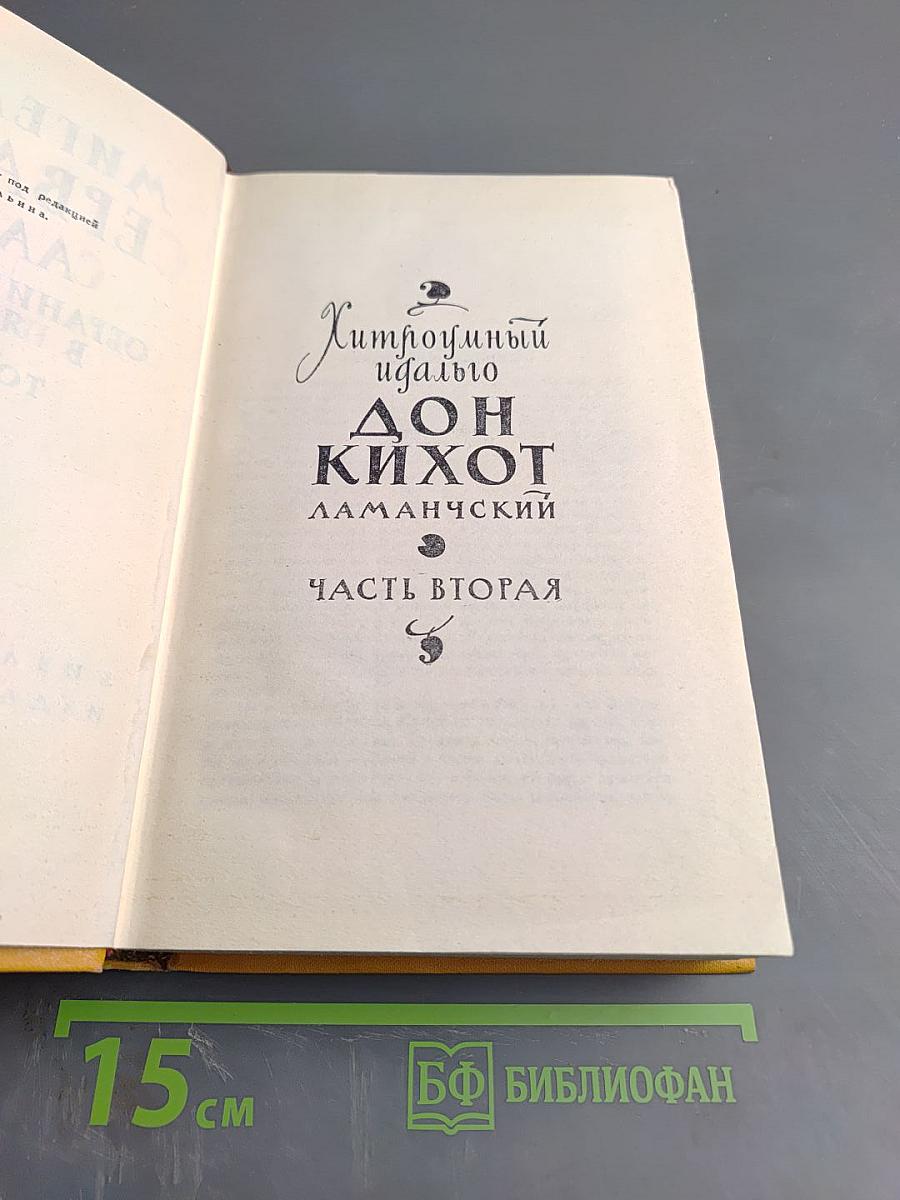 под редакцией
Хитроумный
идальго
ДОН
КИХОТ
ЛАМАНЧСКИЙ
ЧАСТЬ ВТОРАЯ
15 см
БФ БИБЛИОФАН